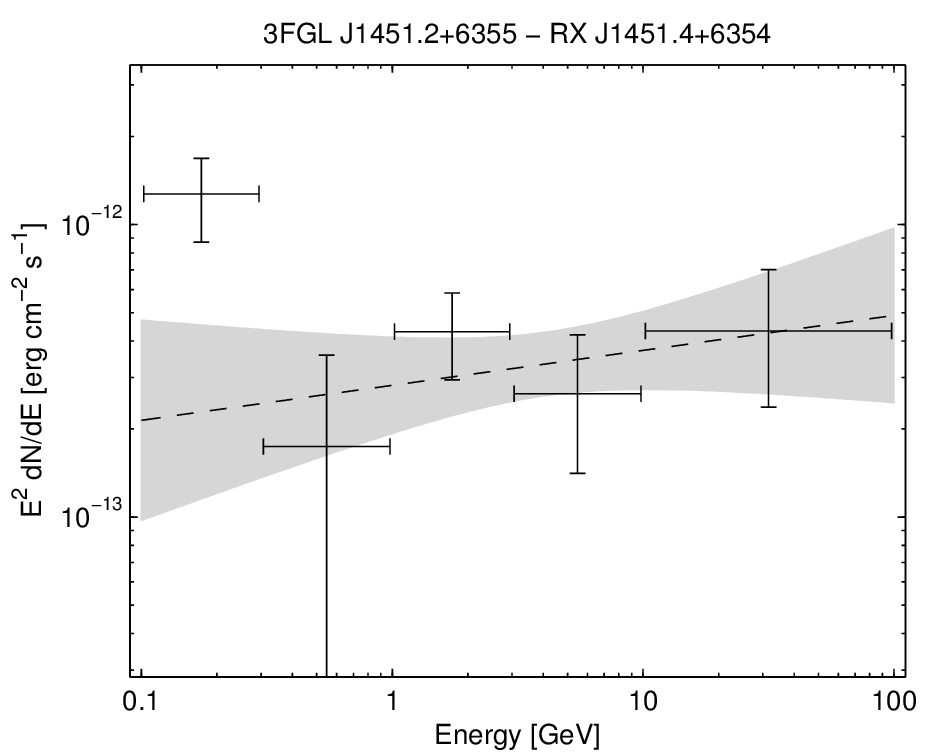 3FGL J1451.2+6355 − RX J1451.4+6354
E² dN/dE [erg cm⁻² s⁻¹]
10⁻¹²
10⁻¹³
0.1 1 10 100
Energy [GeV]